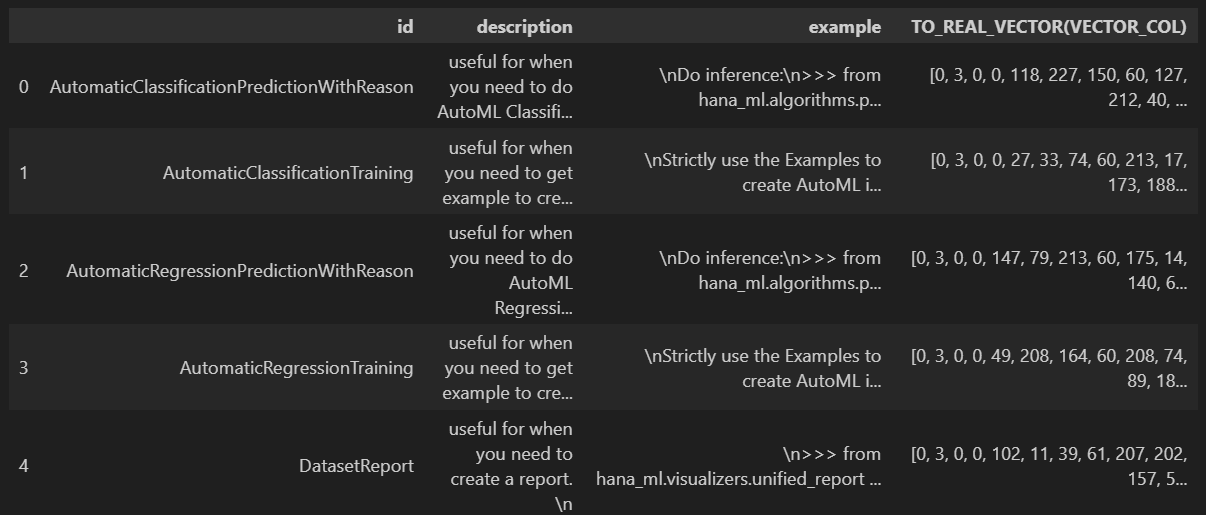 id description example TO_REAL_VECTOR(VECTOR_COL)
0 AutomaticClassificationPredictionWithReason useful for when you need to do AutoML Classifi... \nDo inference:\n>>> from hana_ml.algorithms.p... [0, 3, 0, 0, 118, 227, 150, 60, 127, 212, 40, ...
1 AutomaticClassificationTraining useful for when you need to get example to cre... \nStrictly use the Examples to create AutoML i... [0, 3, 0, 0, 27, 33, 74, 60, 213, 17, 173, 188...
2 AutomaticRegressionPredictionWithReason useful for when you need to do AutoML Regressi... \nDo inference:\n>>> from hana_ml.algorithms.p... [0, 3, 0, 0, 147, 79, 213, 60, 175, 14, 140, 6...
3 AutomaticRegressionTraining useful for when you need to get example to cre... \nStrictly use the Examples to create AutoML i... [0, 3, 0, 0, 49, 208, 164, 60, 208, 74, 89, 18...
4 DatasetReport useful for when you need to create a report. \n \n>>> from hana_ml.visualizers.unified_report ... [0, 3, 0, 0, 102, 11, 39, 61, 207, 202, 157, 5...